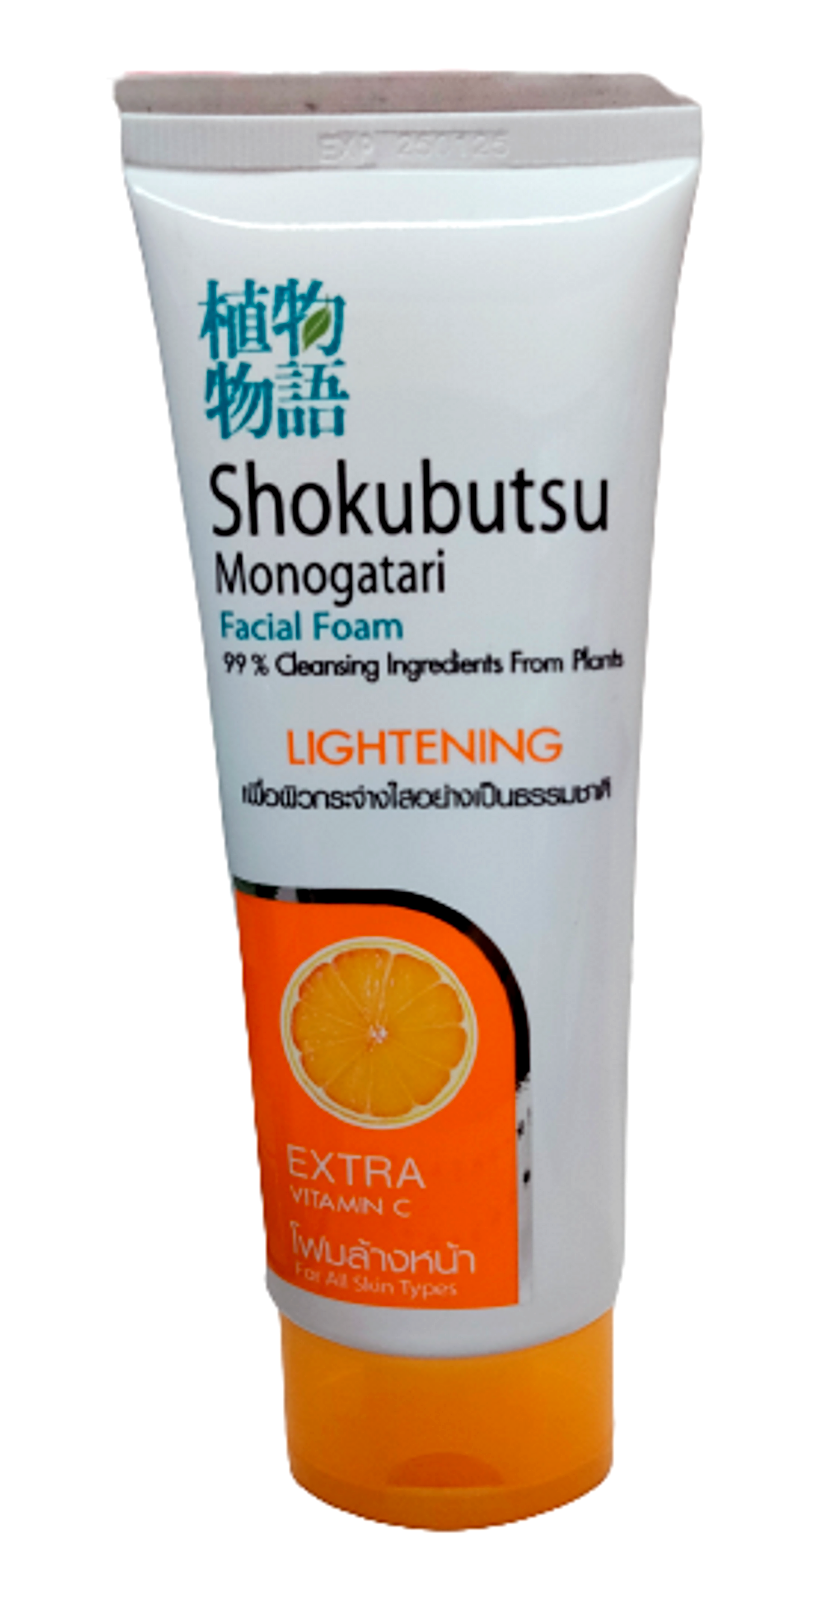 植物
物語
Shokubutsu
Monogatari
Facial Foam
99 % Cleansing Ingredients From Plants
LIGHTENING
เพื่อผิวกระจ่างใสอย่างเป็นธรรมชาติ
EXTRA
VITAMIN C
โฟมล้างหน้า
For All Skin Types